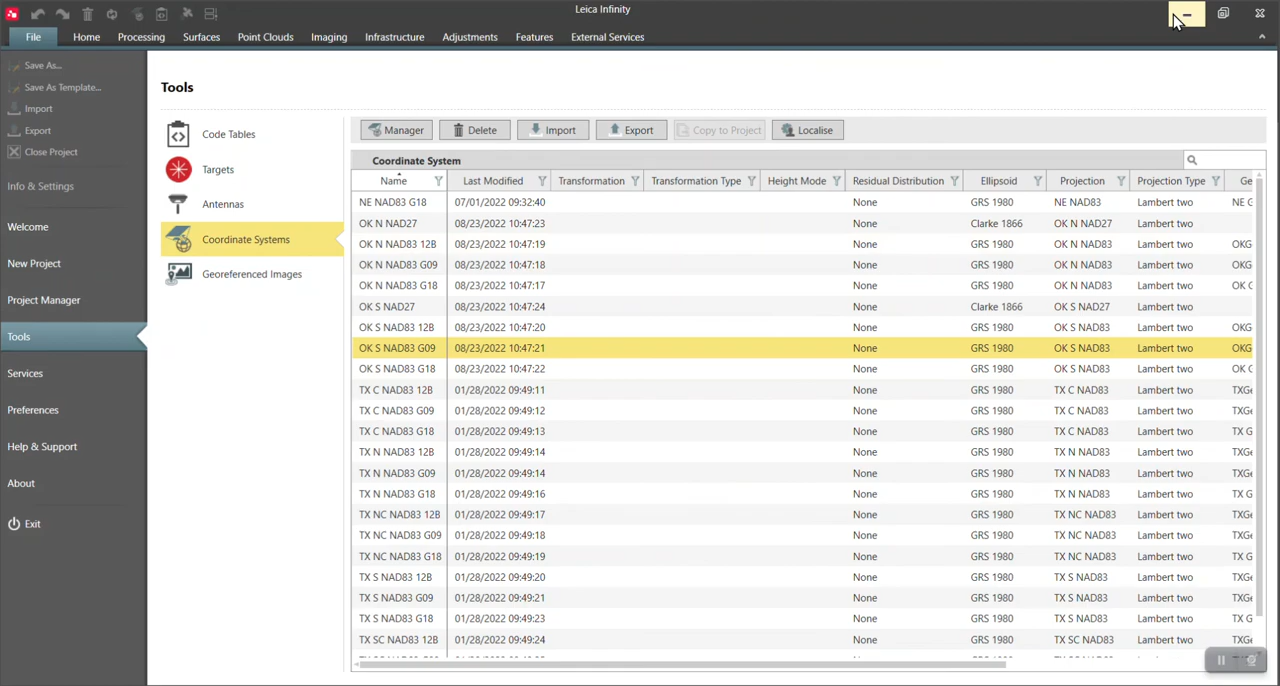 Leica Infinity
File Home Processing Surfaces Point Clouds Imaging Infrastructure Adjustments Features External Services
Save As...
Save As Template...
Import
Export
Close Project
Info & Settings
Welcome
New Project
Project Manager
Tools
Services
Preferences
Help & Support
About
Exit
Tools
Code Tables
Targets
Antennas
Coordinate Systems
Georeferenced Images
Manager Delete Import Export Copy to Project Localise
Coordinate System
Name Last Modified Transformation Transformation Type Height Mode Residual Distribution Ellipsoid Projection Projection Type Ge
NE NAD83 G18 07/01/2022 09:32:40 None GRS 1980 NE NAD83 Lambert two NE G
OK N NAD27 08/23/2022 10:47:23 None Clarke 1866 OK N NAD27 Lambert two
OK N NAD83 12B 08/23/2022 10:47:19 None GRS 1980 OK N NAD83 Lambert two OKG
OK N NAD83 G09 08/23/2022 10:47:18 None GRS 1980 OK N NAD83 Lambert two OKG
OK N NAD83 G18 08/23/2022 10:47:17 None GRS 1980 OK N NAD83 Lambert two OK G
OK S NAD27 08/23/2022 10:47:24 None Clarke 1866 OK S NAD27 Lambert two
OK S NAD83 12B 08/23/2022 10:47:20 None GRS 1980 OK S NAD83 Lambert two OKG
OK S NAD83 G09 08/23/2022 10:47:21 None GRS 1980 OK S NAD83 Lambert two OKG
OK S NAD83 G18 08/23/2022 10:47:22 None GRS 1980 OK S NAD83 Lambert two OK G
TX C NAD83 12B 01/28/2022 09:49:11 None GRS 1980 TX C NAD83 Lambert two TXGe
TX C NAD83 G09 01/28/2022 09:49:12 None GRS 1980 TX C NAD83 Lambert two TXGe
TX C NAD83 G18 01/28/2022 09:49:13 None GRS 1980 TX C NAD83 Lambert two TX G
TX N NAD83 12B 01/28/2022 09:49:14 None GRS 1980 TX N NAD83 Lambert two TXGe
TX N NAD83 G09 01/28/2022 09:49:14 None GRS 1980 TX N NAD83 Lambert two TXGe
TX N NAD83 G18 01/28/2022 09:49:16 None GRS 1980 TX N NAD83 Lambert two TX G
TX NC NAD83 12B 01/28/2022 09:49:17 None GRS 1980 TX NC NAD83 Lambert two TXGe
TX NC NAD83 G09 01/28/2022 09:49:18 None GRS 1980 TX NC NAD83 Lambert two TXGe
TX NC NAD83 G18 01/28/2022 09:49:19 None GRS 1980 TX NC NAD83 Lambert two TX G
TX S NAD83 12B 01/28/2022 09:49:20 None GRS 1980 TX S NAD83 Lambert two TXGe
TX S NAD83 G09 01/28/2022 09:49:21 None GRS 1980 TX S NAD83 Lambert two TXGe
TX S NAD83 G18 01/28/2022 09:49:23 None GRS 1980 TX S NAD83 Lambert two TX G
TX SC NAD83 12B 01/28/2022 09:49:24 None GRS 1980 TX SC NAD83 Lambert two TXGe